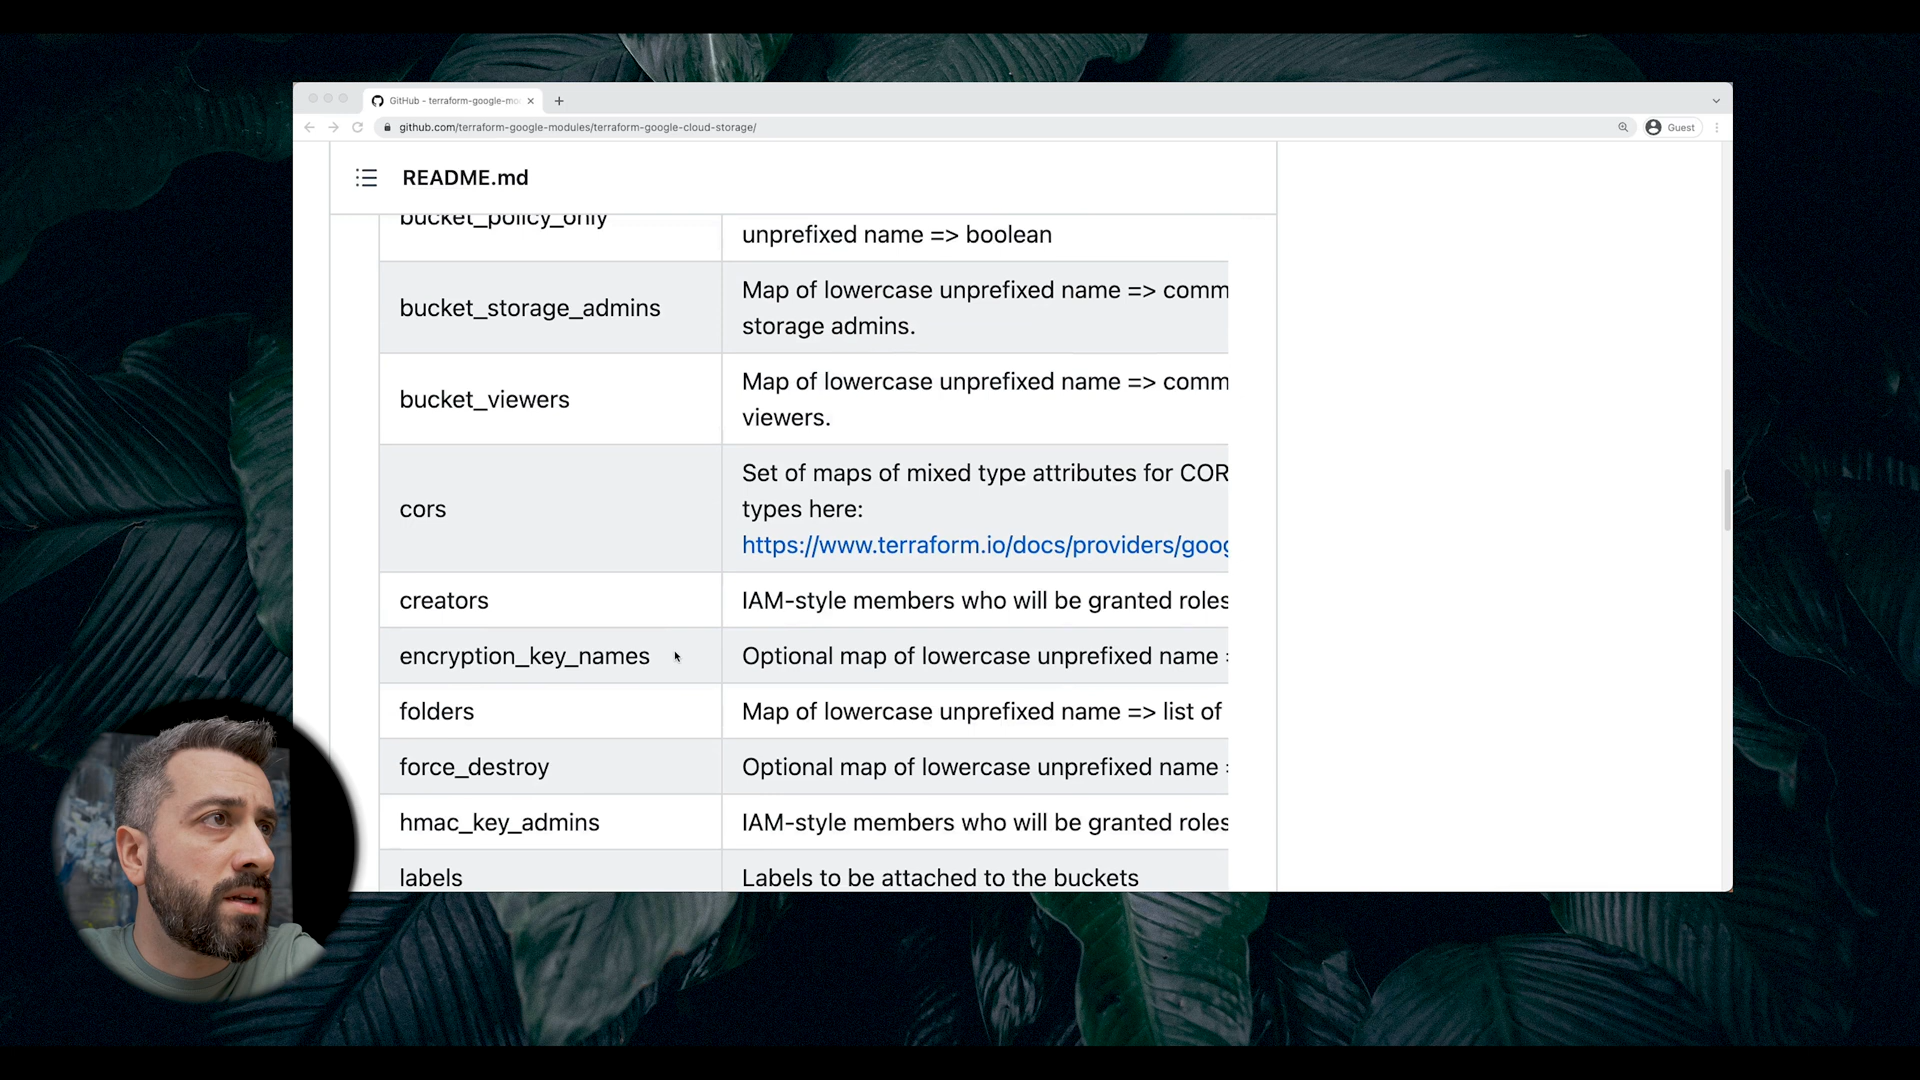 GitHub - terraform-google-mo
github.com/terraform-google-modules/terraform-google-cloud-storage/
Guest
README.md
bucket_policy_only
unprefixed name => boolean
bucket_storage_admins
Map of lowercase unprefixed name => comm
storage admins.
bucket_viewers
Map of lowercase unprefixed name => comm
viewers.
cors
Set of maps of mixed type attributes for COR
types here:
https://www.terraform.io/docs/providers/goog
creators
IAM-style members who will be granted roles
encryption_key_names
Optional map of lowercase unprefixed name =
folders
Map of lowercase unprefixed name => list of
force_destroy
Optional map of lowercase unprefixed name =
hmac_key_admins
IAM-style members who will be granted roles
labels
Labels to be attached to the buckets